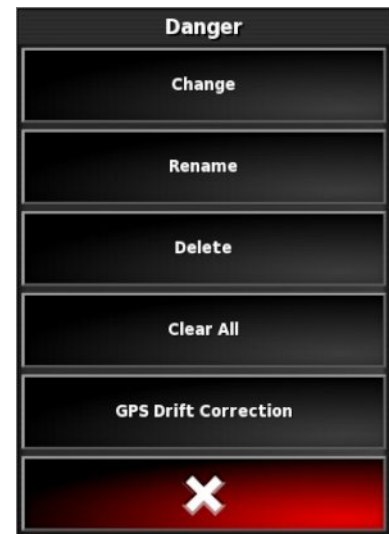 Danger
Change
Rename
Delete
Clear All
GPS Drift Correction